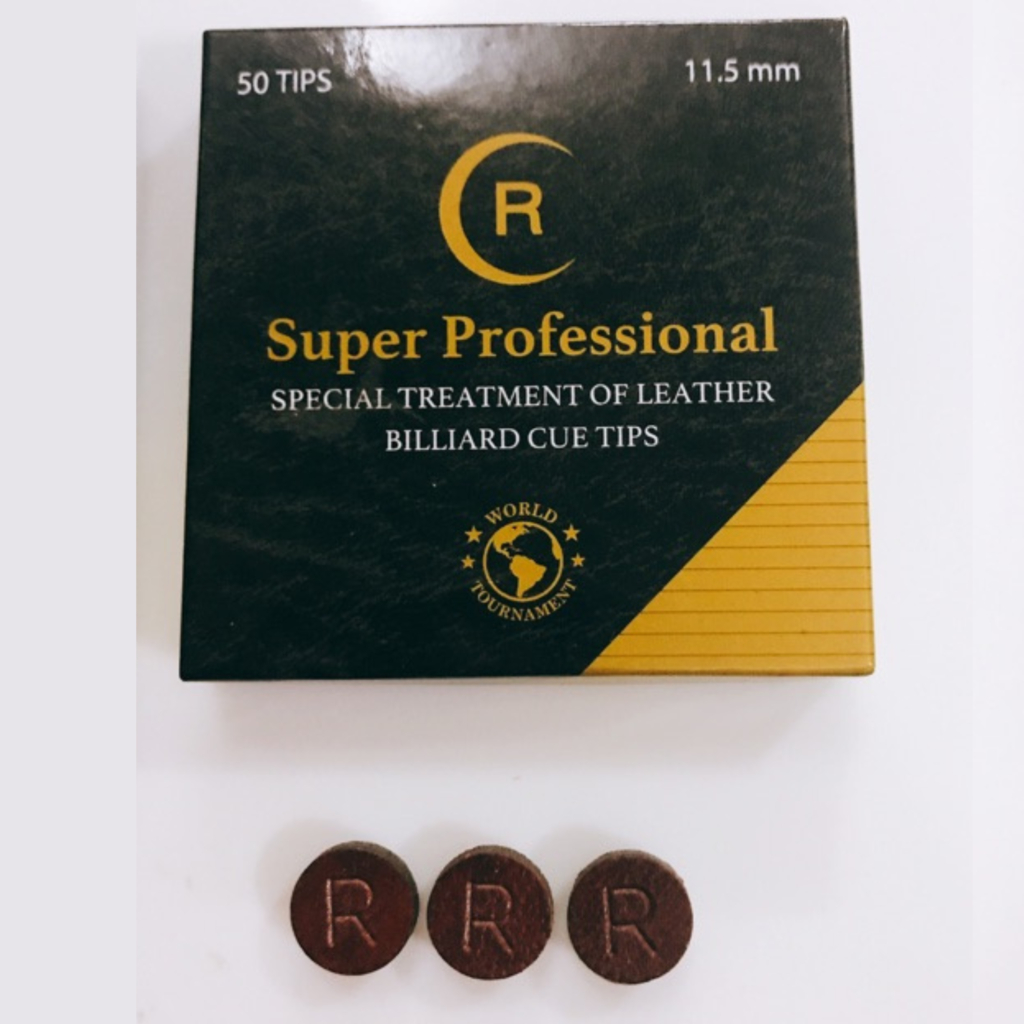 50 TIPS
11.5 mm
R
Super Professional
SPECIAL TREATMENT OF LEATHER
BILLIARD CUE TIPS
WORLD
TOURNAMENT
R R R